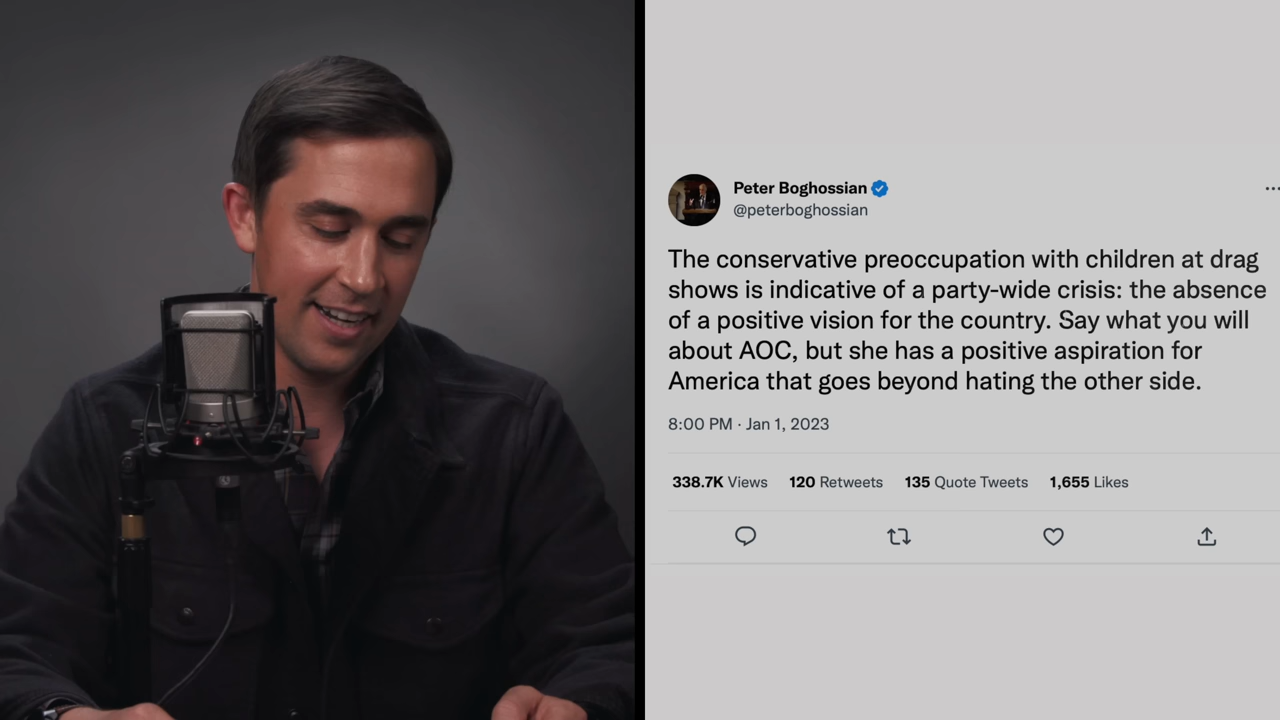 Peter Boghossian
@peterboghossian
The conservative preoccupation with children at drag
shows is indicative of a party-wide crisis: the absence
of a positive vision for the country. Say what you will
about AOC, but she has a positive aspiration for
America that goes beyond hating the other side.
8:00 PM · Jan 1, 2023
338.7K Views 120 Retweets 135 Quote Tweets 1,655 Likes